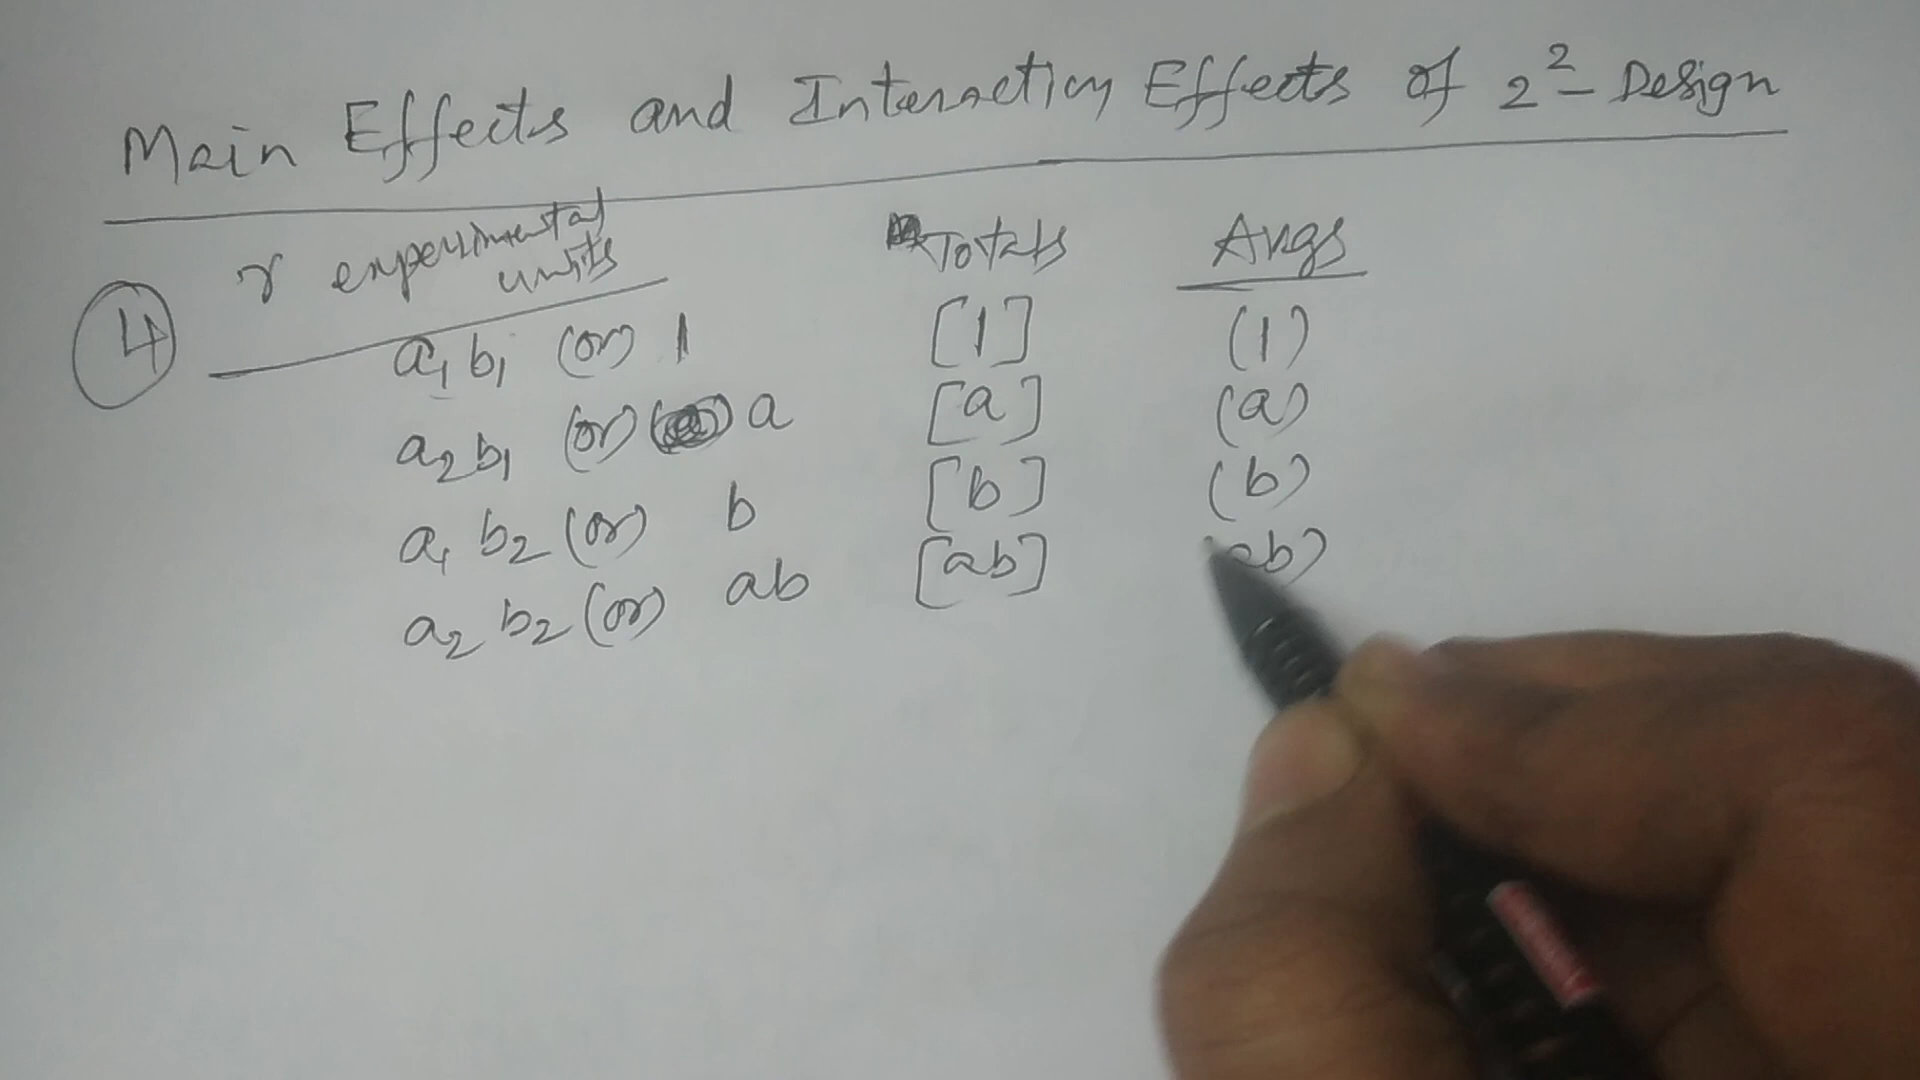 Main Effects and Interaction Effects of 2² - Design
r experimental units Totals Avgs
4
a₁ b₁ (or) 1 [1] (1)
a₂ b₁ (or) a [a] (a)
a₁ b₂ (or) b [b] (b)
a₂ b₂ (or) ab [ab] (ab)